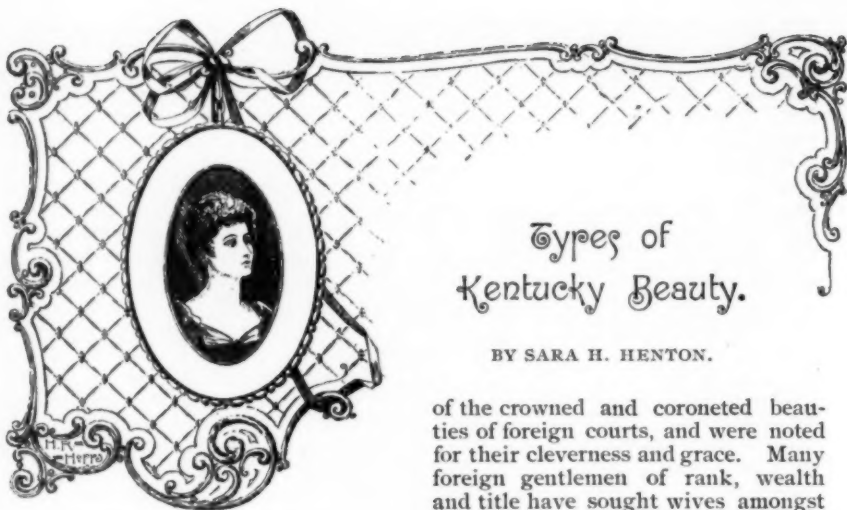 Types of
Kentucky Beauty.
BY SARA H. HENTON.
of the crowned and coroneted beau-
ties of foreign courts, and were noted
for their cleverness and grace. Many
foreign gentlemen of rank, wealth
and title have sought wives amongst